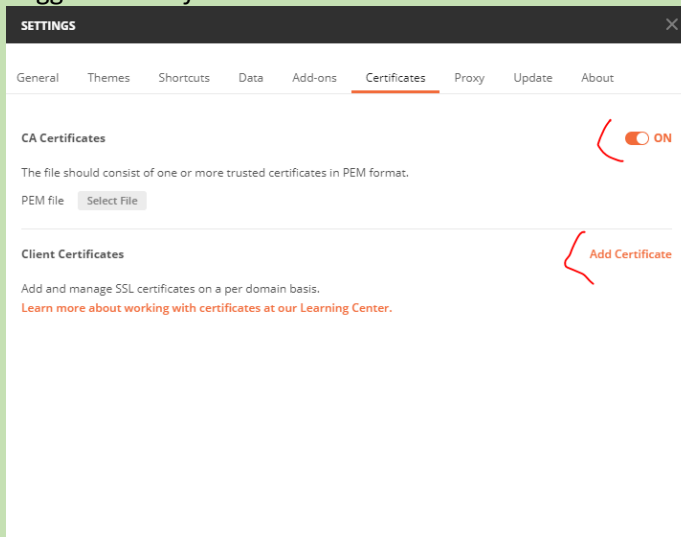 SETTINGS
General Themes Shortcuts Data Add-ons Certificates Proxy Update About
CA Certificates ON
The file should consist of one or more trusted certificates in PEM format.
PEM file Select File
Client Certificates Add Certificate
Add and manage SSL certificates on a per domain basis.
Learn more about working with certificates at our Learning Center.